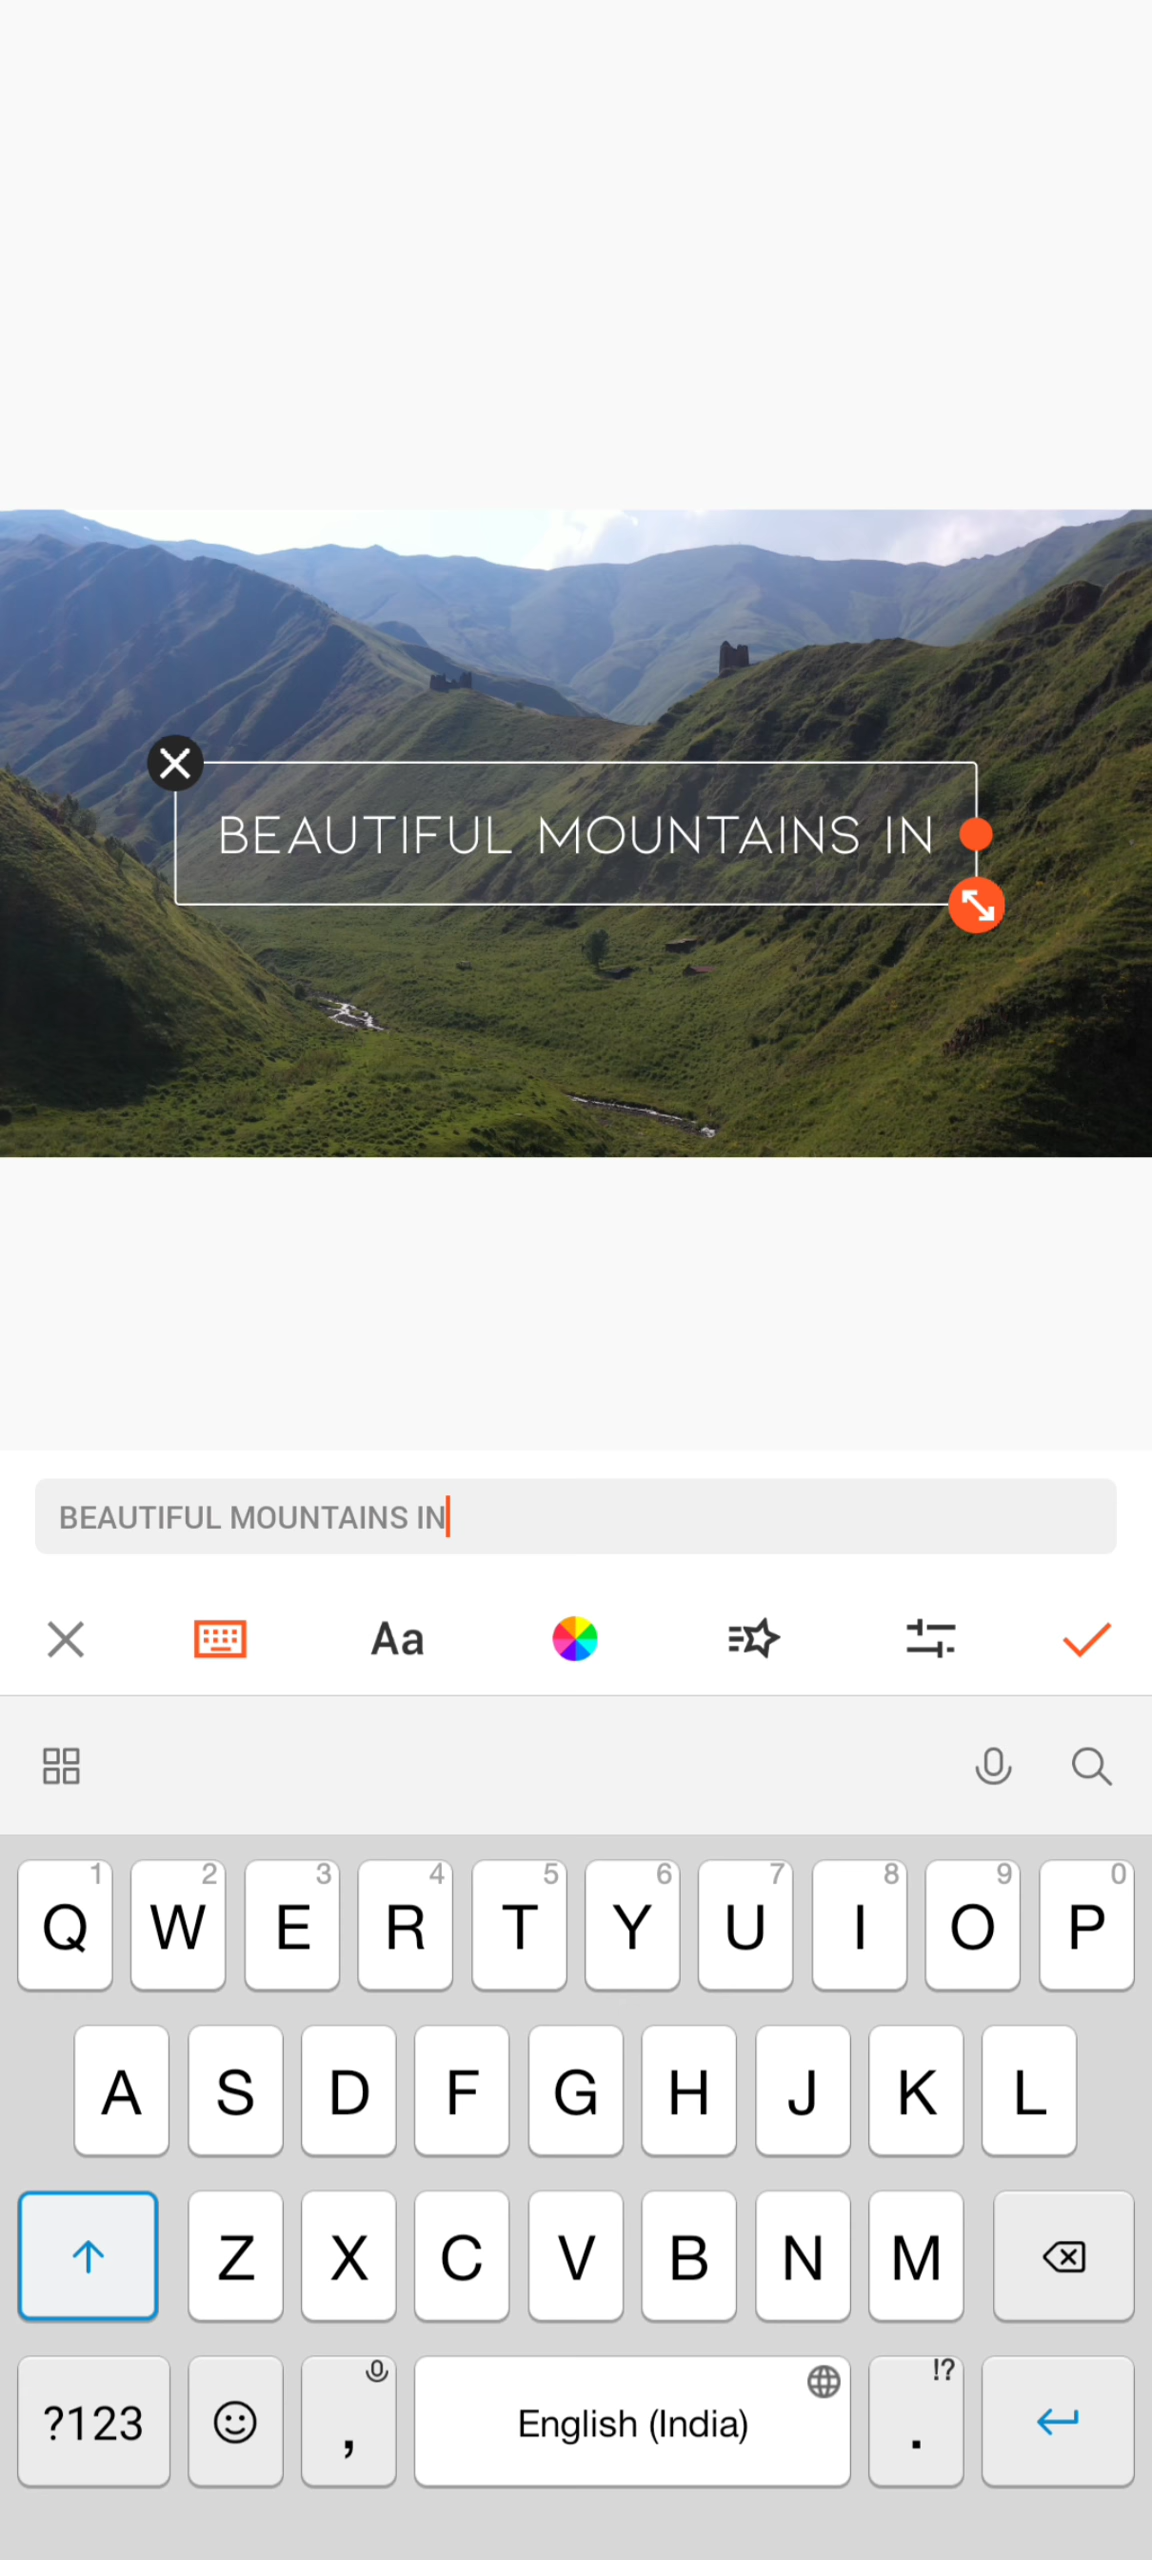 BEAUTIFUL MOUNTAINS IN
BEAUTIFUL MOUNTAINS IN
Aa
1 2 3 4 5 6 7 8 9 0
Q W E R T Y U I O P
A S D F G H J K L
Z X C V B N M
!?
?123 , English (India) .